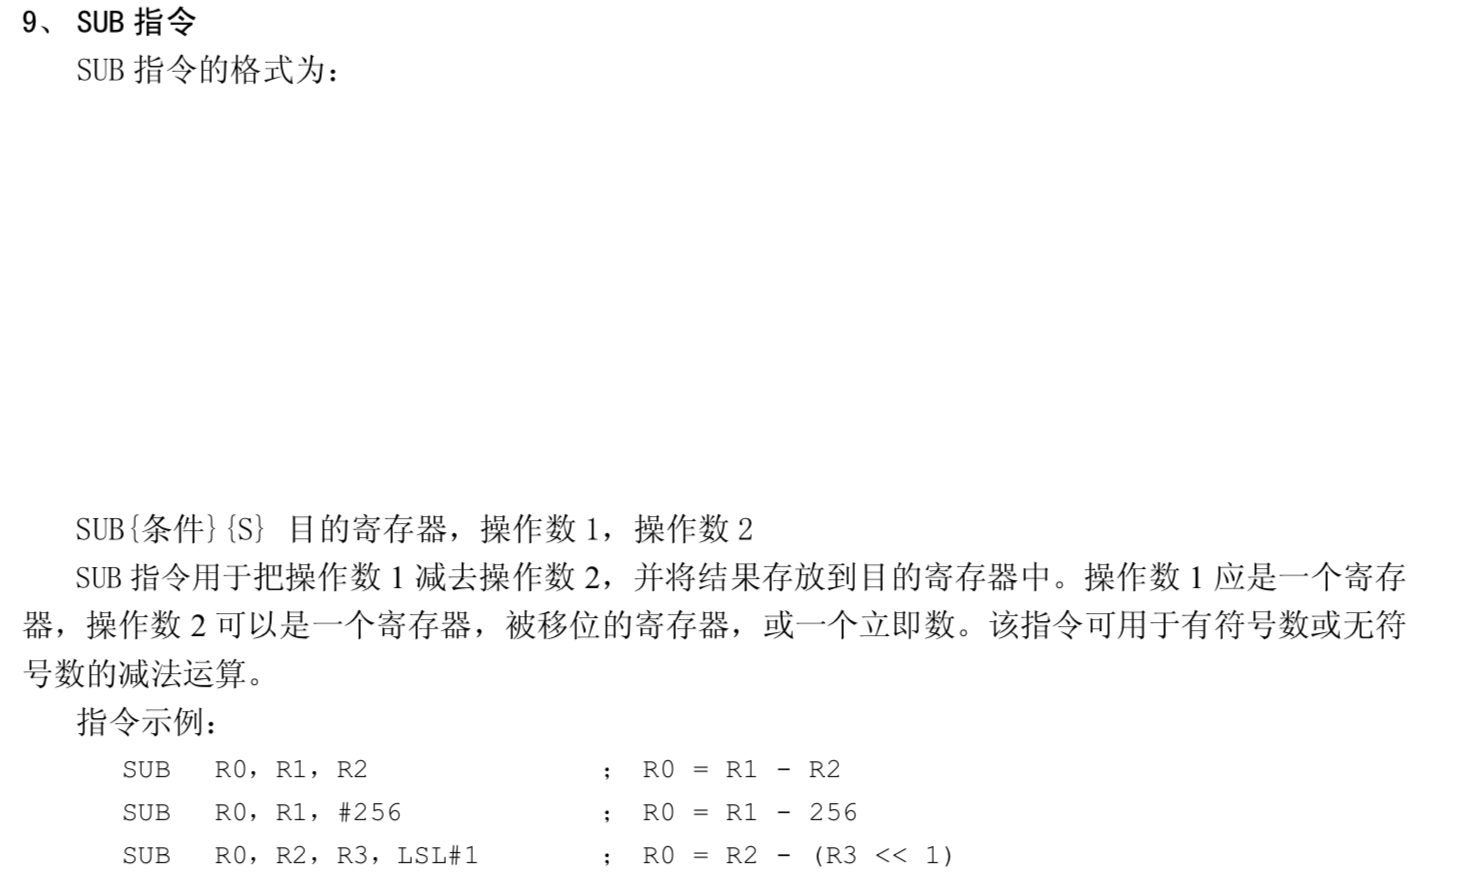 9、 SUB 指令
SUB 指令的格式为：
SUB{条件}{S} 目的寄存器，操作数 1，操作数 2
SUB 指令用于把操作数 1 减去操作数 2，并将结果存放到目的寄存器中。操作数 1 应是一个寄存
器，操作数 2 可以是一个寄存器，被移位的寄存器，或一个立即数。该指令可用于有符号数或无符
号数的减法运算。
指令示例：
SUB R0，R1，R2 ； R0 = R1 - R2
SUB R0，R1，#256 ； R0 = R1 - 256
SUB R0，R2，R3，LSL#1 ； R0 = R2 - (R3 << 1)